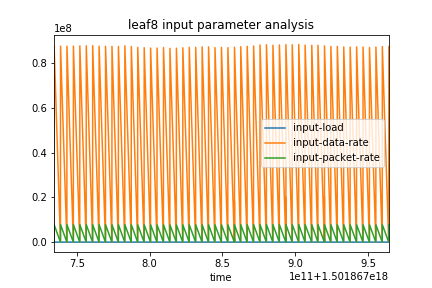 leaf8 input parameter analysis
1e8
0.8
0.6
0.4
0.2
0.0
input-load
input-data-rate
input-packet-rate
7.5 8.0 8.5 9.0 9.5
time
1e11+1.501867e18